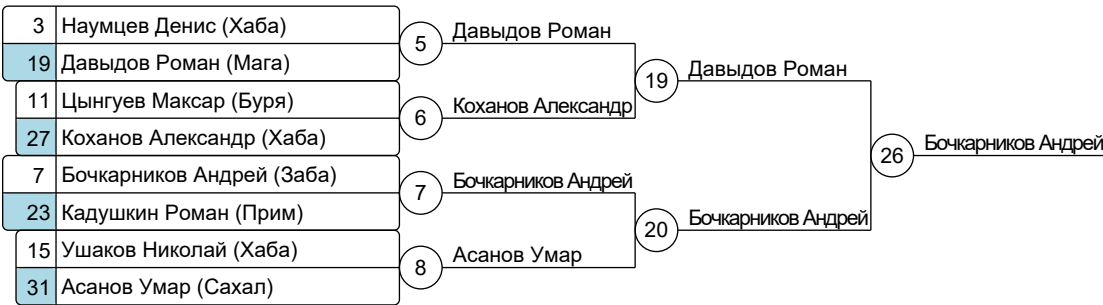 3 Наумцев Денис (Хаба)
19 Давыдов Роман (Мага)
11 Цынгуев Максар (Буря)
27 Коханов Александр (Хаба)
7 Бочкарников Андрей (Заба)
23 Кадушкин Роман (Прим)
15 Ушаков Николай (Хаба)
31 Асанов Умар (Сахал)
5 Давыдов Роман
6 Коханов Александр
7 Бочкарников Андрей
8 Асанов Умар
19 Давыдов Роман
20 Бочкарников Андрей
26 Бочкарников Андрей